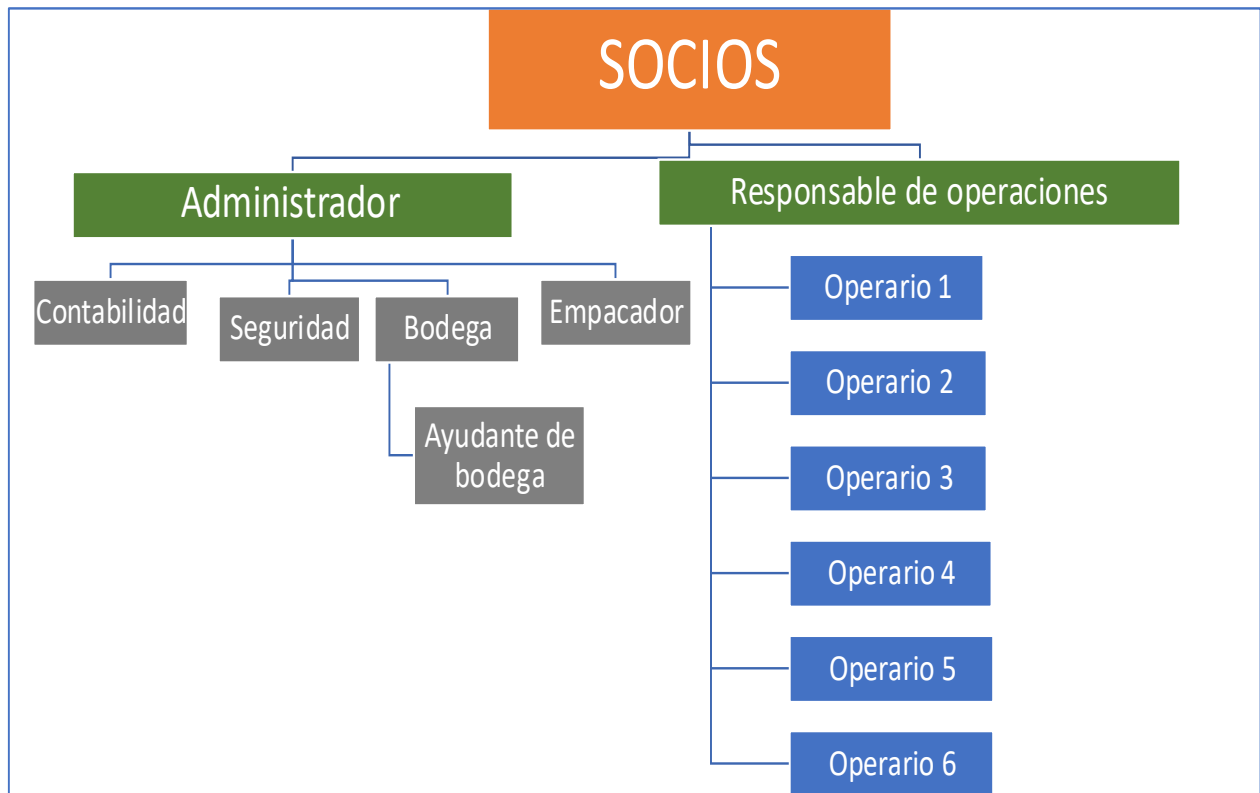 SOCIOS
Administrador
Responsable de operaciones
Contabilidad
Seguridad
Bodega
Empacador
Ayudante de
bodega
Operario 1
Operario 2
Operario 3
Operario 4
Operario 5
Operario 6